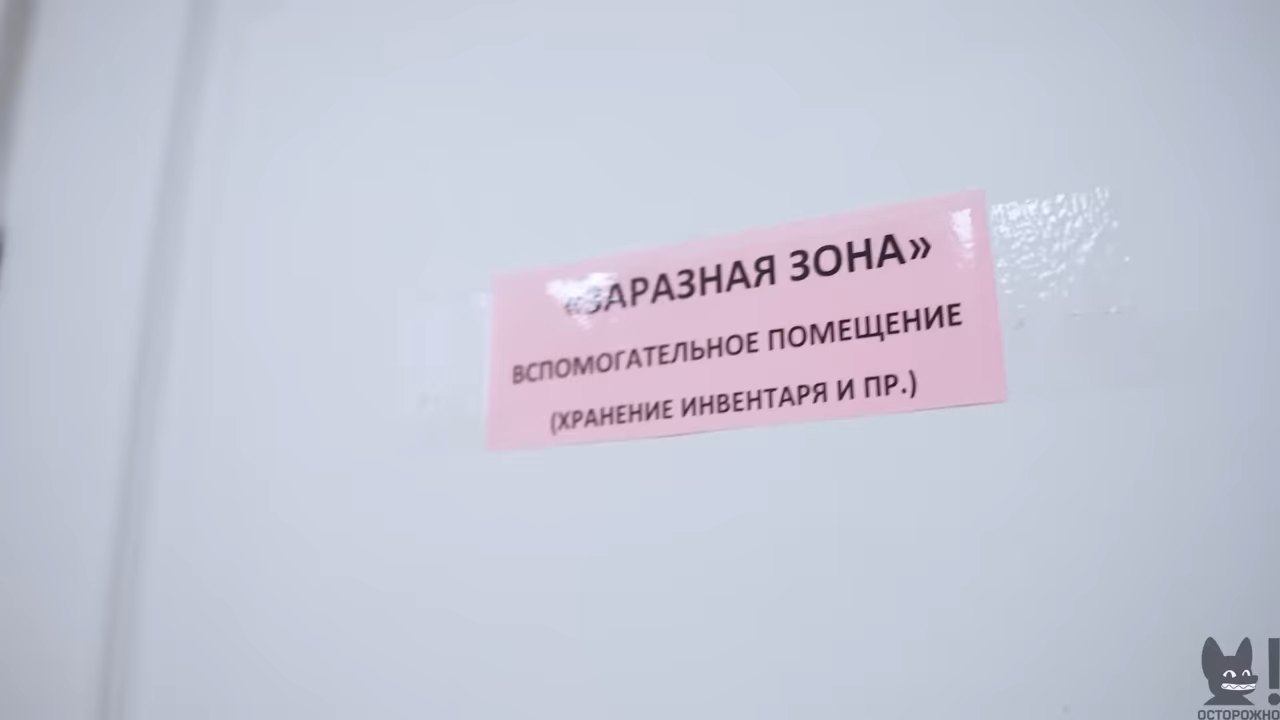 «ЗАРАЗНАЯ ЗОНА»
ВСПОМОГАТЕЛЬНОЕ ПОМЕЩЕНИЕ
(ХРАНЕНИЕ ИНВЕНТАРЯ И ПР.)
ОСТОРОЖНО